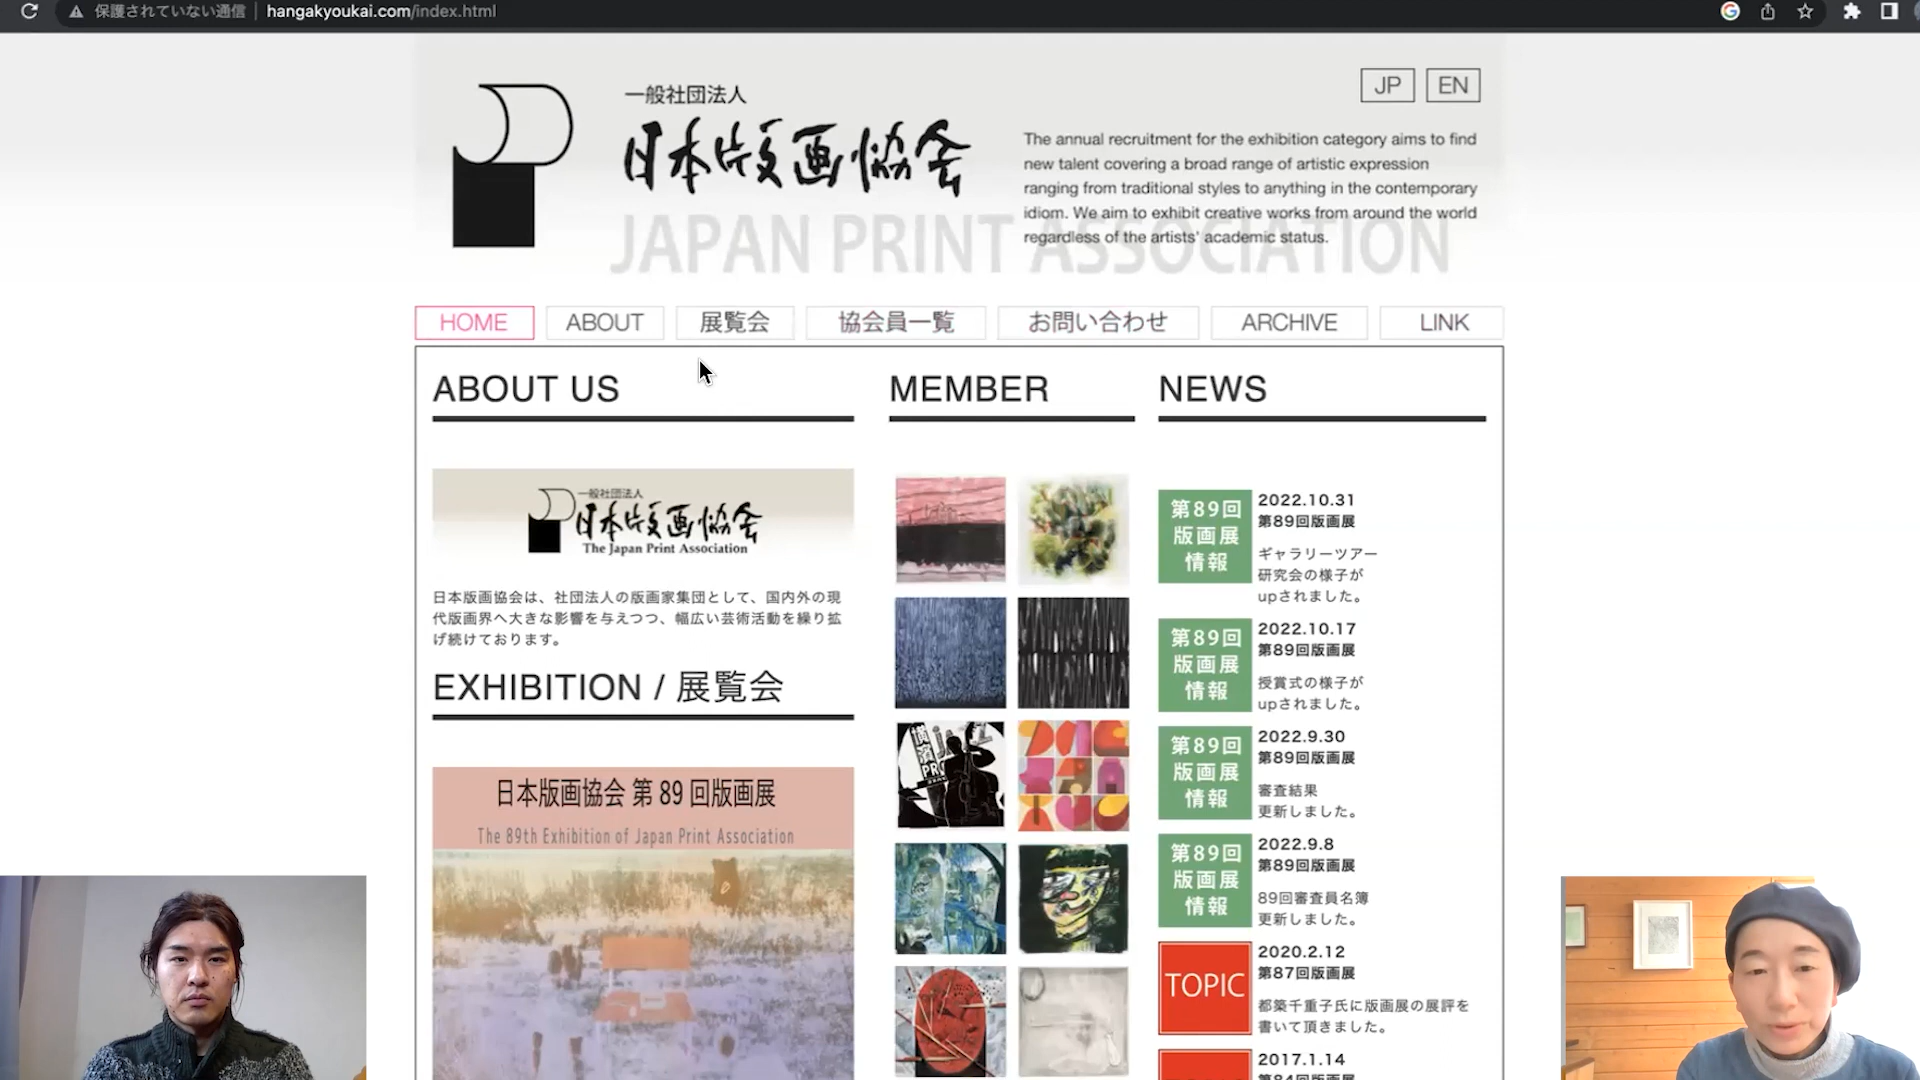 保護されていない通信 | hangakyoukai.com/index.html
JP EN
一般社団法人
日本版画協会
JAPAN PRINT ASSOCIATION
The annual recruitment for the exhibition category aims to find
new talent covering a broad range of artistic expression
ranging from traditional styles to anything in the contemporary
idiom. We aim to exhibit creative works from around the world
regardless of the artists' academic status.
HOME ABOUT 展覧会 協会員一覧 お問い合わせ ARCHIVE LINK
ABOUT US
一般社団法人
日本版画協会
The Japan Print Association
日本版画協会は、社団法人の版画家集団として、国内外の現
代版画界へ大きな影響を与えつつ、幅広い芸術活動を繰り拡
げ続けております。
EXHIBITION / 展覧会
日本版画協会 第 89 回版画展
The 89th Exhibition of Japan Print Association
MEMBER
NEWS
第89回
版画展
情報
2022.10.31
第89回版画展
ギャラリーツアー
研究会の様子が
upされました。
第89回
版画展
情報
2022.10.17
第89回版画展
授賞式の様子が
upされました。
第89回
版画展
情報
2022.9.30
第89回版画展
審査結果
更新しました。
第89回
版画展
情報
2022.9.8
第89回版画展
89回審査員名簿
更新しました。
TOPIC
2020.2.12
第87回版画展
都築千重子氏に版画展の展評を
書いて頂きました。
2017.1.14